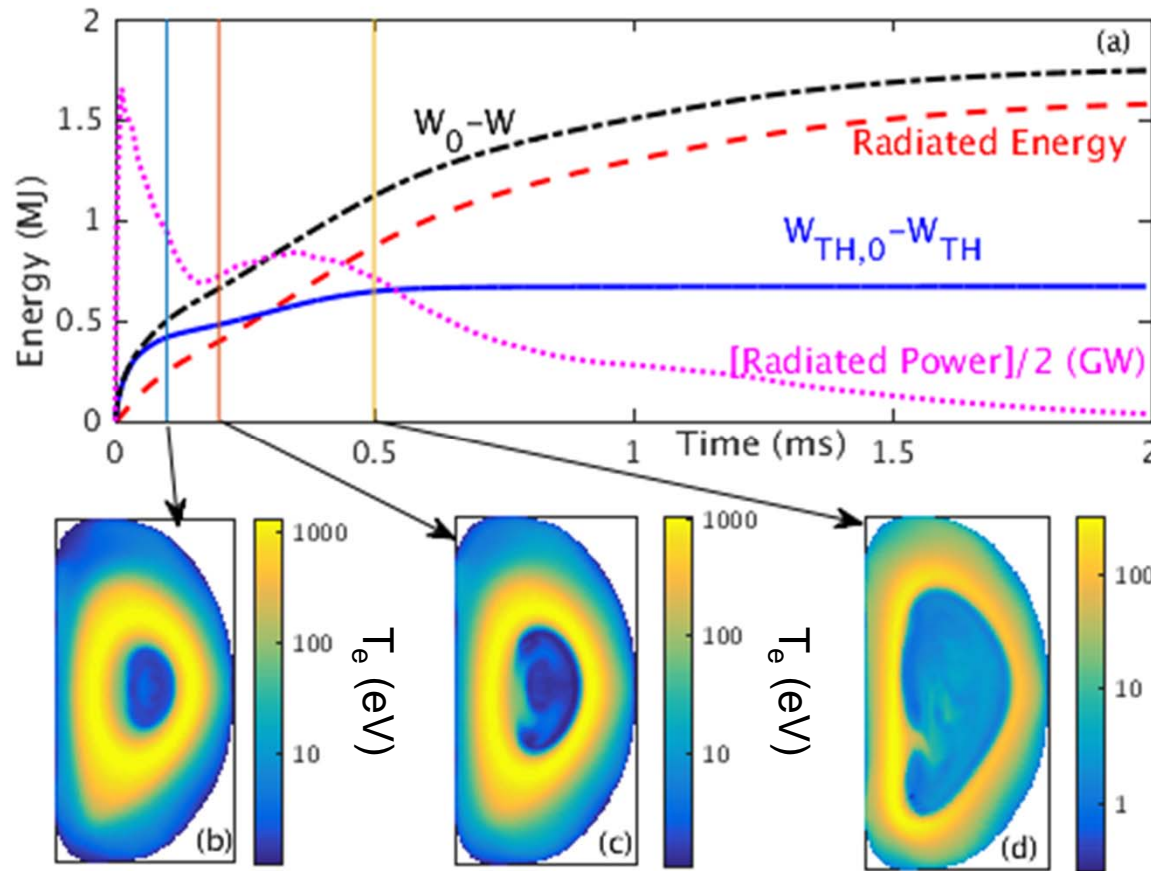 2
(a)
W0-W
1.5
Radiated Energy
1
WTH,0-WTH
0.5
[Radiated Power]/2 (GW)
0
Energy (MJ)
0 0.5 1 1.5 2
Time (ms)
1000
100
10
Te (eV)
(b)
1000
100
10
Te (eV)
(c)
100
10
1
(d)